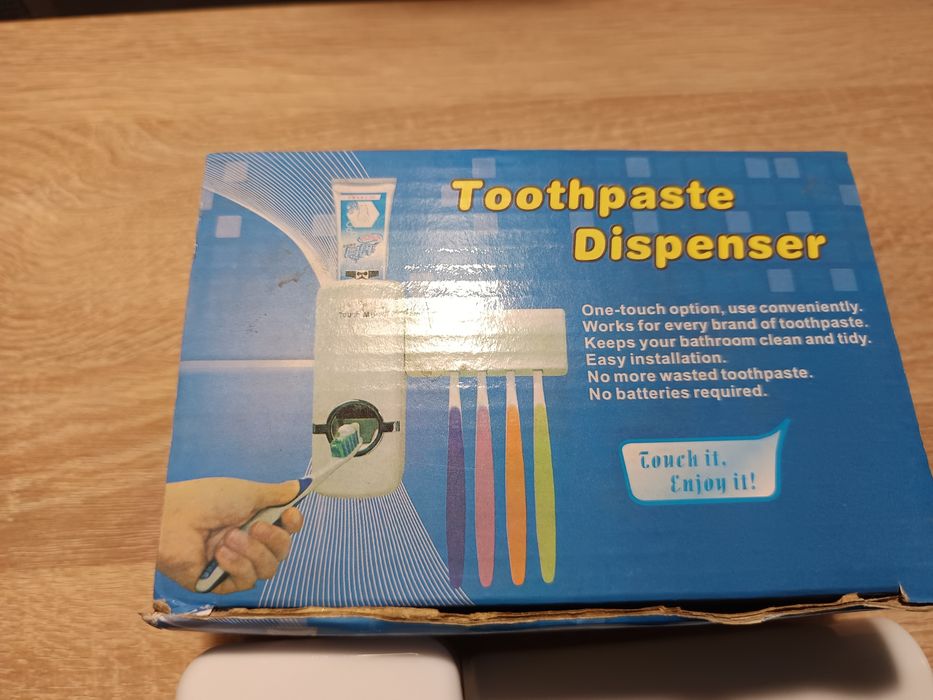 Toothpaste
Dispenser
One-touch option, use conveniently.
Works for every brand of toothpaste.
Keeps your bathroom clean and tidy.
Easy installation.
No more wasted toothpaste.
No batteries required.
Touch it,
Enjoy it!